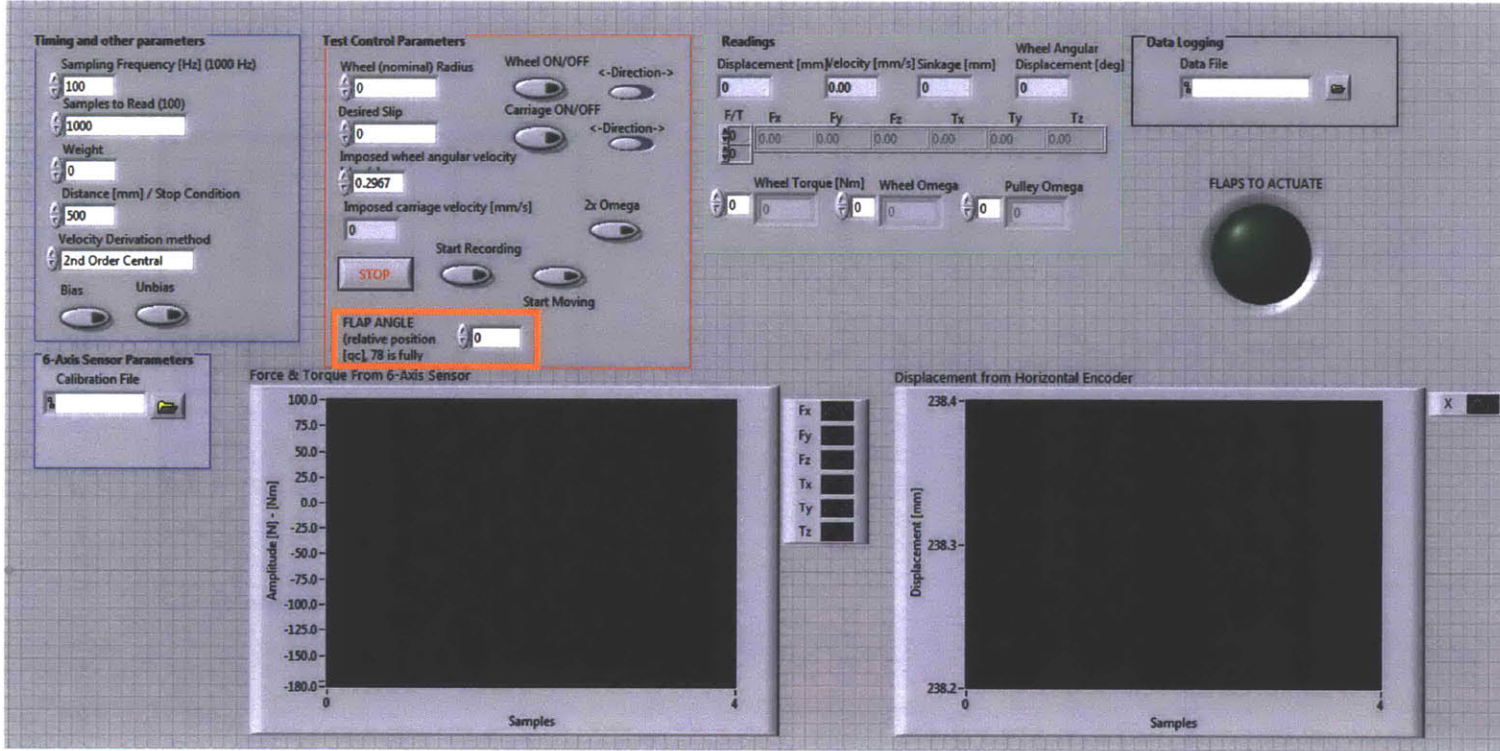 Timing and other parameters
Sampling Frequency [Hz] (1000 Hz)
100
Samples to Read (100)
1000
Weight
0
Distance [mm] / Stop Condition
500
Velocity Derivation method
2nd Order Central
Bias
Unbias
6-Axis Sensor Parameters
Calibration File
Test Control Parameters
Wheel (nominal) Radius
0
Desired Slip
0
Imposed wheel angular velocity
0.2967
Imposed carriage velocity [mm/s]
0
Wheel ON/OFF
<-Direction->
Carriage ON/OFF
<-Direction->
2x Omega
STOP
Start Recording
Start Moving
FLAP ANGLE
(relative position
[qc], 78 is fully
0
Readings
Displacement [mm]
Velocity [mm/s]
Sinkage [mm]
Wheel Angular
Displacement [deg]
0
0.00
0
0
F/T
Fx
Fy
Fz
Tx
Ty
Tz
0
0
0.00
0.00
0.00
0.00
0.00
0.00
Wheel Torque [Nm]
0
0
Wheel Omega
0
0
Pulley Omega
0
0
Data Logging
Data File
FLAPS TO ACTUATE
Force & Torque From 6-Axis Sensor
Amplitude [N] - [Nm]
100.0
75.0
50.0
25.0
0.0
-25.0
-50.0
-75.0
-100.0
-125.0
-150.0
-180.0
0
4
Samples
Fx
Fy
Fz
Tx
Ty
Tz
Displacement from Horizontal Encoder
Displacement [mm]
238.4
238.3
238.2
0
4
Samples
X